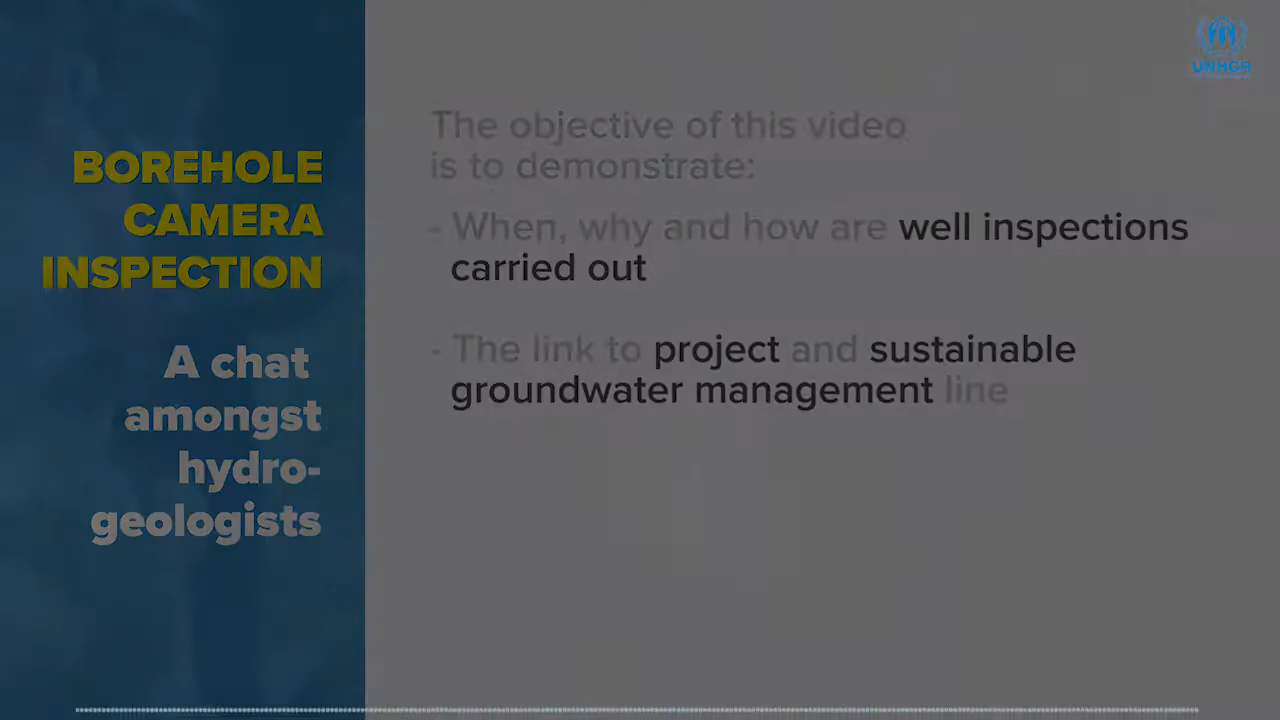 BOREHOLE
CAMERA
INSPECTION
A chat
amongst
hydro-
geologists
The objective of this video
is to demonstrate:
- When, why and how are well inspections
carried out
- The link to project and sustainable
groundwater management line
UNHCR